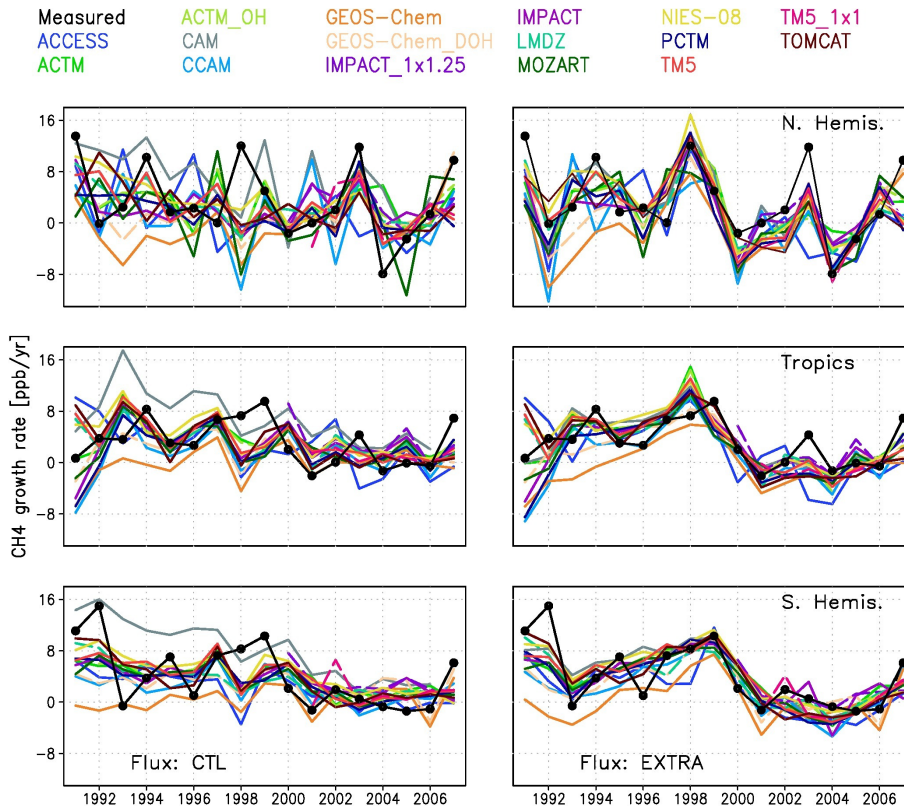 Measured ACTM_OH GEOS-Chem IMPACT NIES-08 TM5_1x1
ACCESS CAM GEOS-Chem_DOH LMDZ PCTM TOMCAT
ACTM CCAM IMPACT_1x1.25 MOZART TM5
16
8
0
-8
N. Hemis.
CH4 growth rate [ppb/yr]
16
8
0
-8
Tropics
16
8
0
-8
S. Hemis.
Flux: CTL
Flux: EXTRA
1992 1994 1996 1998 2000 2002 2004 2006
1992 1994 1996 1998 2000 2002 2004 2006